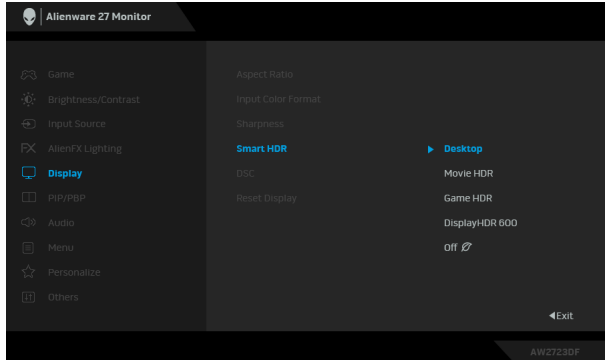 Alienware 27 Monitor
Game
Brightness/Contrast
Input Source
AlienFX Lighting
Display
PIP/PBP
Audio
Menu
Personalize
Others
Aspect Ratio
Input Color Format
Sharpness
Smart HDR
DSC
Reset Display
Desktop
Movie HDR
Game HDR
DisplayHDR 600
Off
Exit
AW2723DF